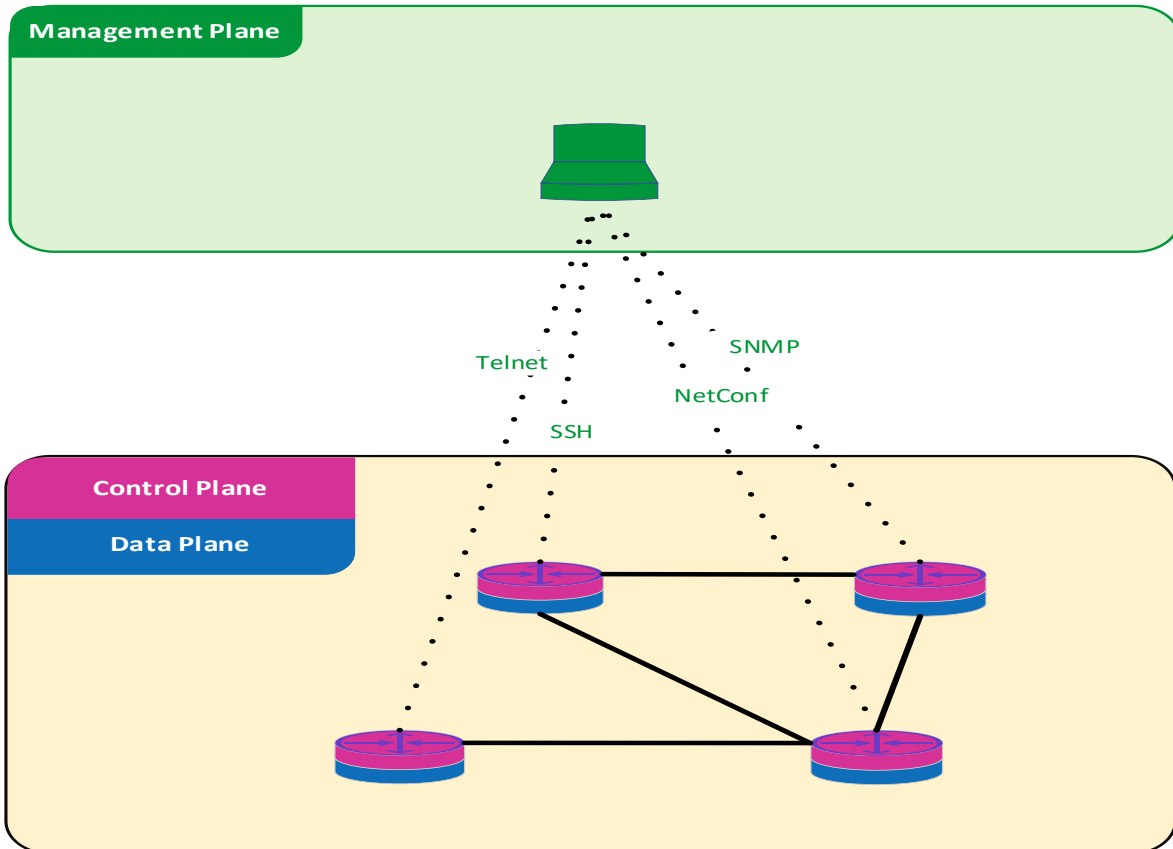 Management Plane
SNMP
Telnet
NetConf
SSH
Control Plane
Data Plane